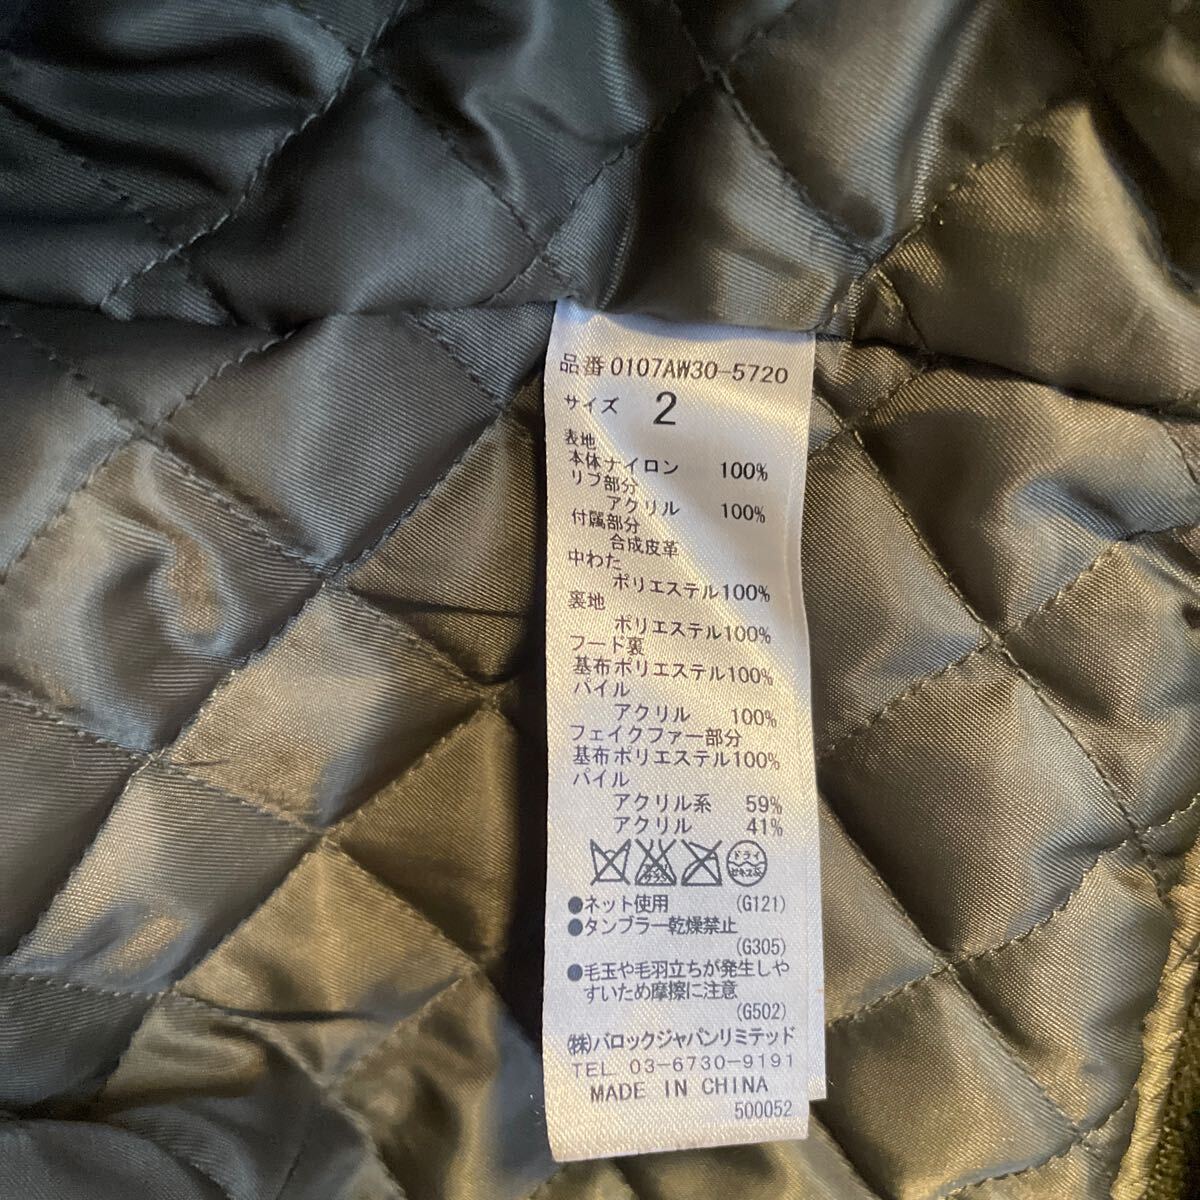 品番 0107AW30-5720
サイズ 2
表地
本体ナイロン 100%
リブ部分
アクリル 100%
付属部分
合成皮革
中わた
ポリエステル100%
裏地
ポリエステル100%
フード裏
基布ポリエステル100%
パイル
アクリル 100%
フェイクファー部分
基布ポリエステル100%
パイル
アクリル系 59%
アクリル 41%
ドライ
セキユ系
●ネット使用 (G121)
●タンブラー乾燥禁止
(G305)
●毛玉や毛羽立ちが発生しや
すいため摩擦に注意
(G502)
㈱バロックジャパンリミテッド
TEL. 03-6730-9191
MADE IN CHINA
500052